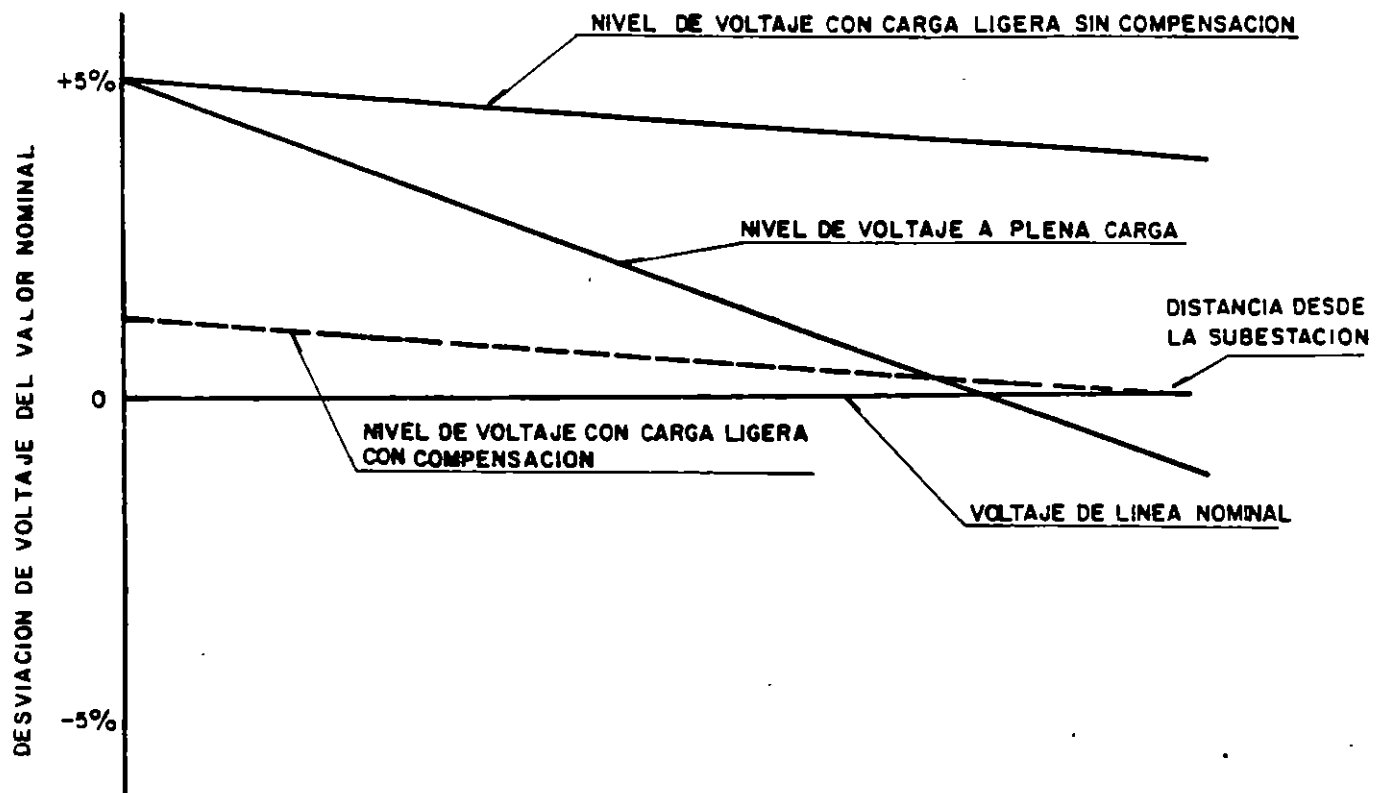 NIVEL DE VOLTAJE CON CARGA LIGERA SIN COMPENSACION
+5%
NIVEL DE VOLTAJE A PLENA CARGA
DISTANCIA DESDE
LA SUBESTACION
0
NIVEL DE VOLTAJE CON CARGA LIGERA
CON COMPENSACION
VOLTAJE DE LINEA NOMINAL
-5%
DESVIACION DE VOLTAJE DEL VALOR NOMINAL